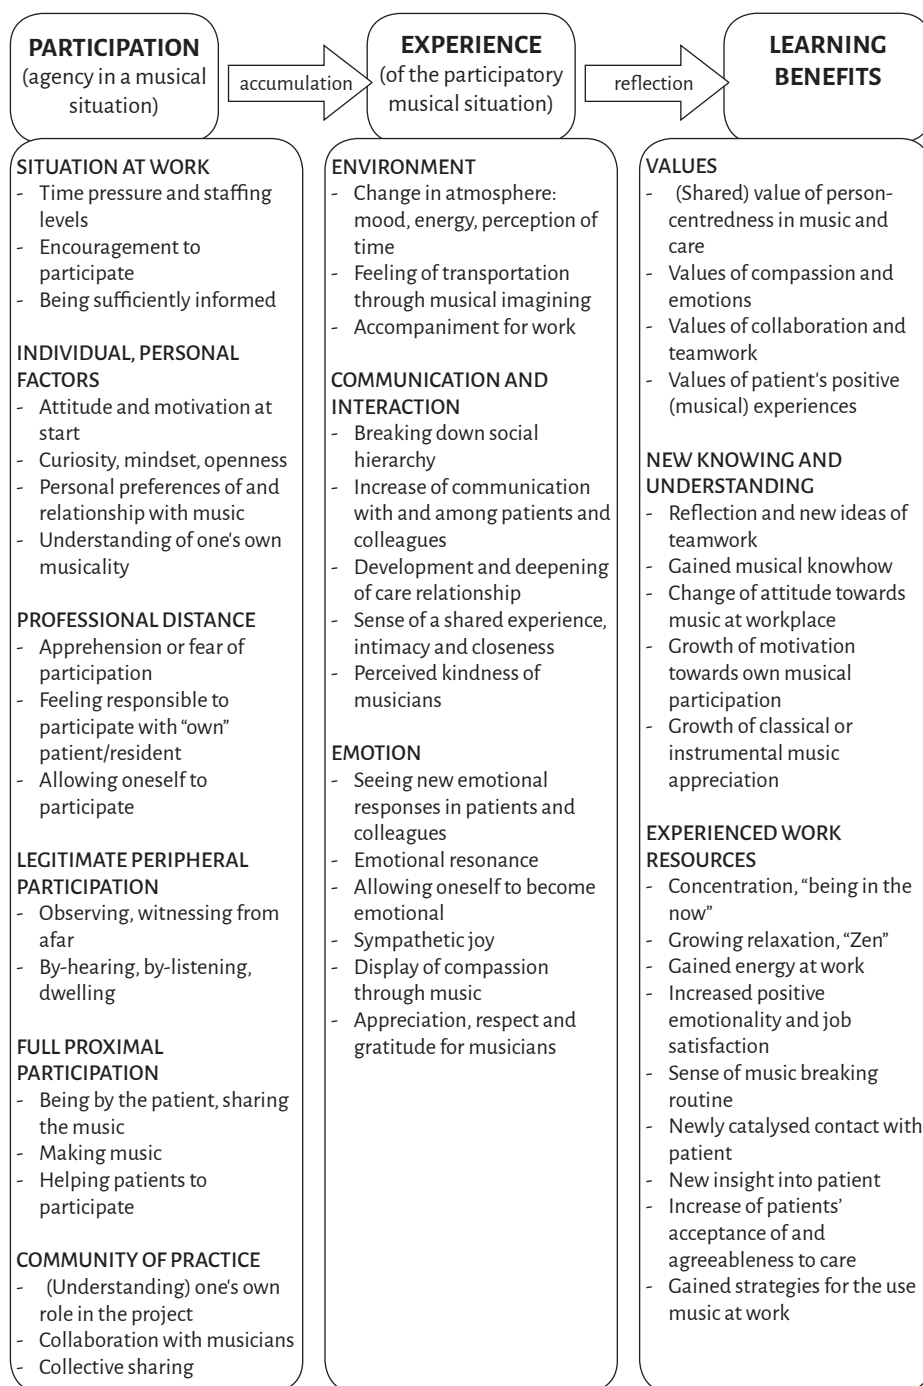 PARTICIPATION
(agency in a musical
situation)
accumulation
EXPERIENCE
(of the participatory
musical situation)
reflection
LEARNING
BENEFITS
SITUATION AT WORK
- Time pressure and staffing
levels
- Encouragement to
participate
- Being sufficiently informed
INDIVIDUAL, PERSONAL
FACTORS
- Attitude and motivation at
start
- Curiosity, mindset, openness
- Personal preferences of and
relationship with music
- Understanding of one's own
musicality
PROFESSIONAL DISTANCE
- Apprehension or fear of
participation
- Feeling responsible to
participate with “own”
patient/resident
- Allowing oneself to
participate
LEGITIMATE PERIPHERAL
PARTICIPATION
- Observing, witnessing from
afar
- By-hearing, by-listening,
dwelling
FULL PROXIMAL
PARTICIPATION
- Being by the patient, sharing
the music
- Making music
- Helping patients to
participate
COMMUNITY OF PRACTICE
- (Understanding) one's own
role in the project
- Collaboration with musicians
- Collective sharing
ENVIRONMENT
- Change in atmosphere:
mood, energy, perception of
time
- Feeling of transportation
through musical imagining
- Accompaniment for work
COMMUNICATION AND
INTERACTION
- Breaking down social
hierarchy
- Increase of communication
with and among patients and
colleagues
- Development and deepening
of care relationship
- Sense of a shared experience,
intimacy and closeness
- Perceived kindness of
musicians
EMOTION
- Seeing new emotional
responses in patients and
colleagues
- Emotional resonance
- Allowing oneself to become
emotional
- Sympathetic joy
- Display of compassion
through music
- Appreciation, respect and
gratitude for musicians
VALUES
- (Shared) value of person-
centredness in music and
care
- Values of compassion and
emotions
- Values of collaboration and
teamwork
- Values of patient's positive
(musical) experiences
NEW KNOWING AND
UNDERSTANDING
- Reflection and new ideas of
teamwork
- Gained musical knowhow
- Change of attitude towards
music at workplace
- Growth of motivation
towards own musical
participation
- Growth of classical or
instrumental music
appreciation
EXPERIENCED WORK
RESOURCES
- Concentration, “being in the
now”
- Growing relaxation, “Zen”
- Gained energy at work
- Increased positive
emotionality and job
satisfaction
- Sense of music breaking
routine
- Newly catalysed contact with
patient
- New insight into patient
- Increase of patients’
acceptance of and
agreeableness to care
- Gained strategies for the use
music at work